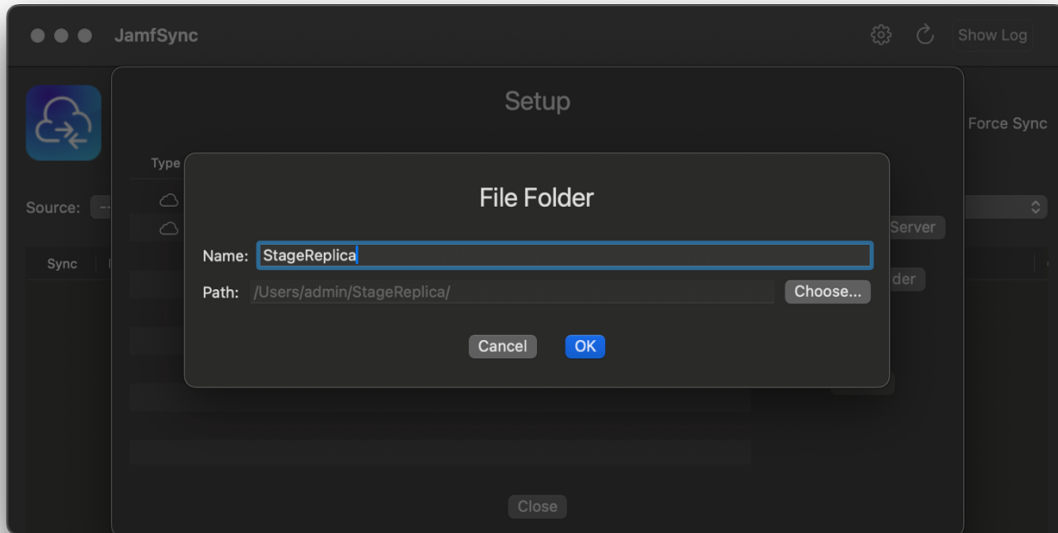 JamfSync
Show Log
Setup
Force Sync
Type
File Folder
Source: --
Server
Name: StageReplica
Sync
Path: /Users/admin/StageReplica/ Choose...
Cancel OK
Close